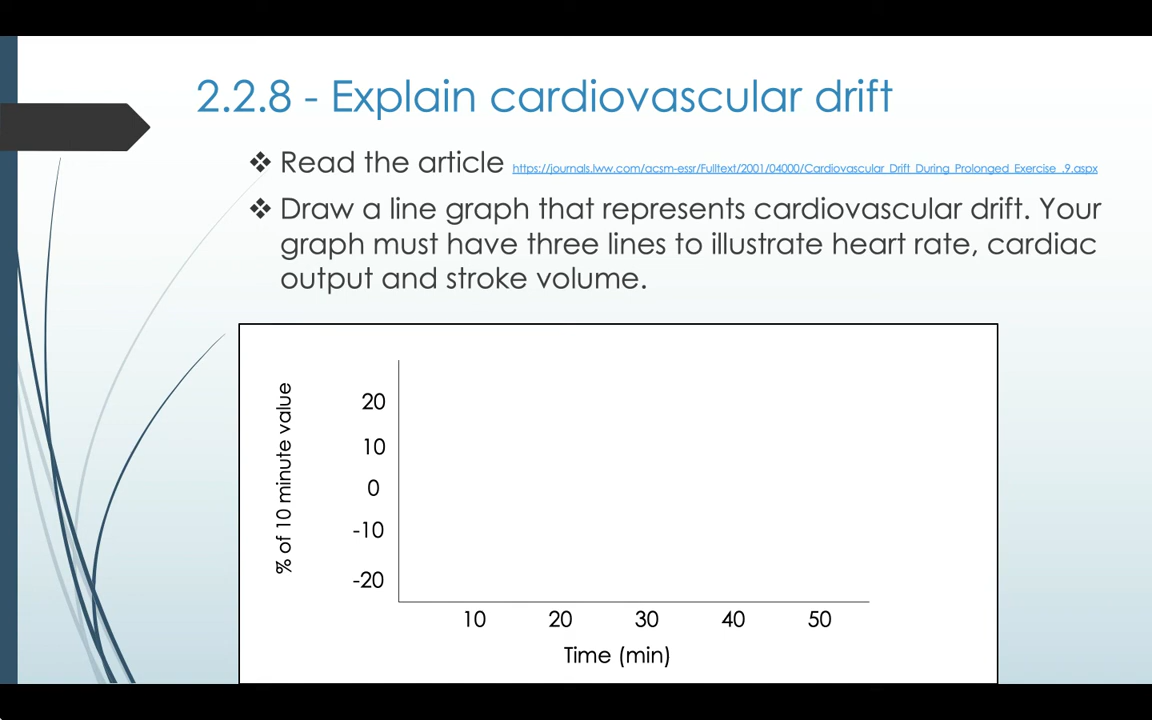 2.2.8 - Explain cardiovascular drift
❖ Read the article https://journals.lww.com/acsm-essr/Fulltext/2001/04000/Cardiovascular_Drift_During_Prolonged_Exercise_.9.aspx
❖ Draw a line graph that represents cardiovascular drift. Your
graph must have three lines to illustrate heart rate, cardiac
output and stroke volume.
% of 10 minute value
20
10
0
-10
-20
10 20 30 40 50
Time (min)